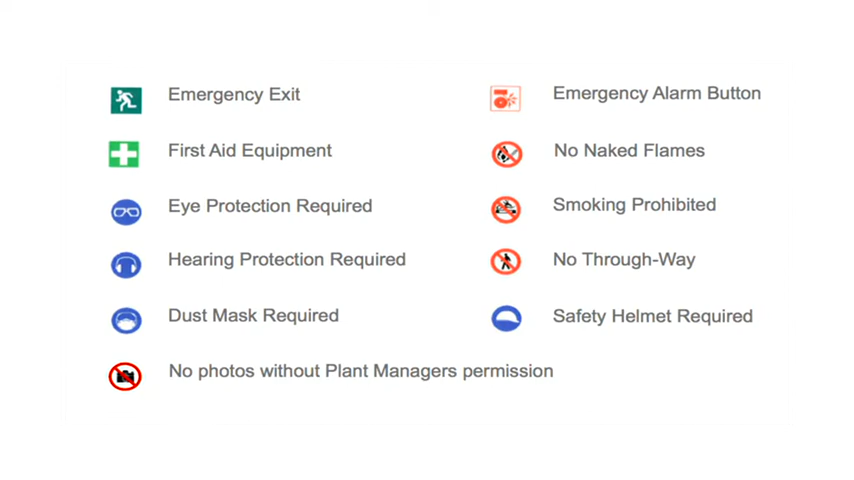 Emergency Exit
Emergency Alarm Button
First Aid Equipment
No Naked Flames
Eye Protection Required
Smoking Prohibited
Hearing Protection Required
No Through-Way
Dust Mask Required
Safety Helmet Required
No photos without Plant Managers permission